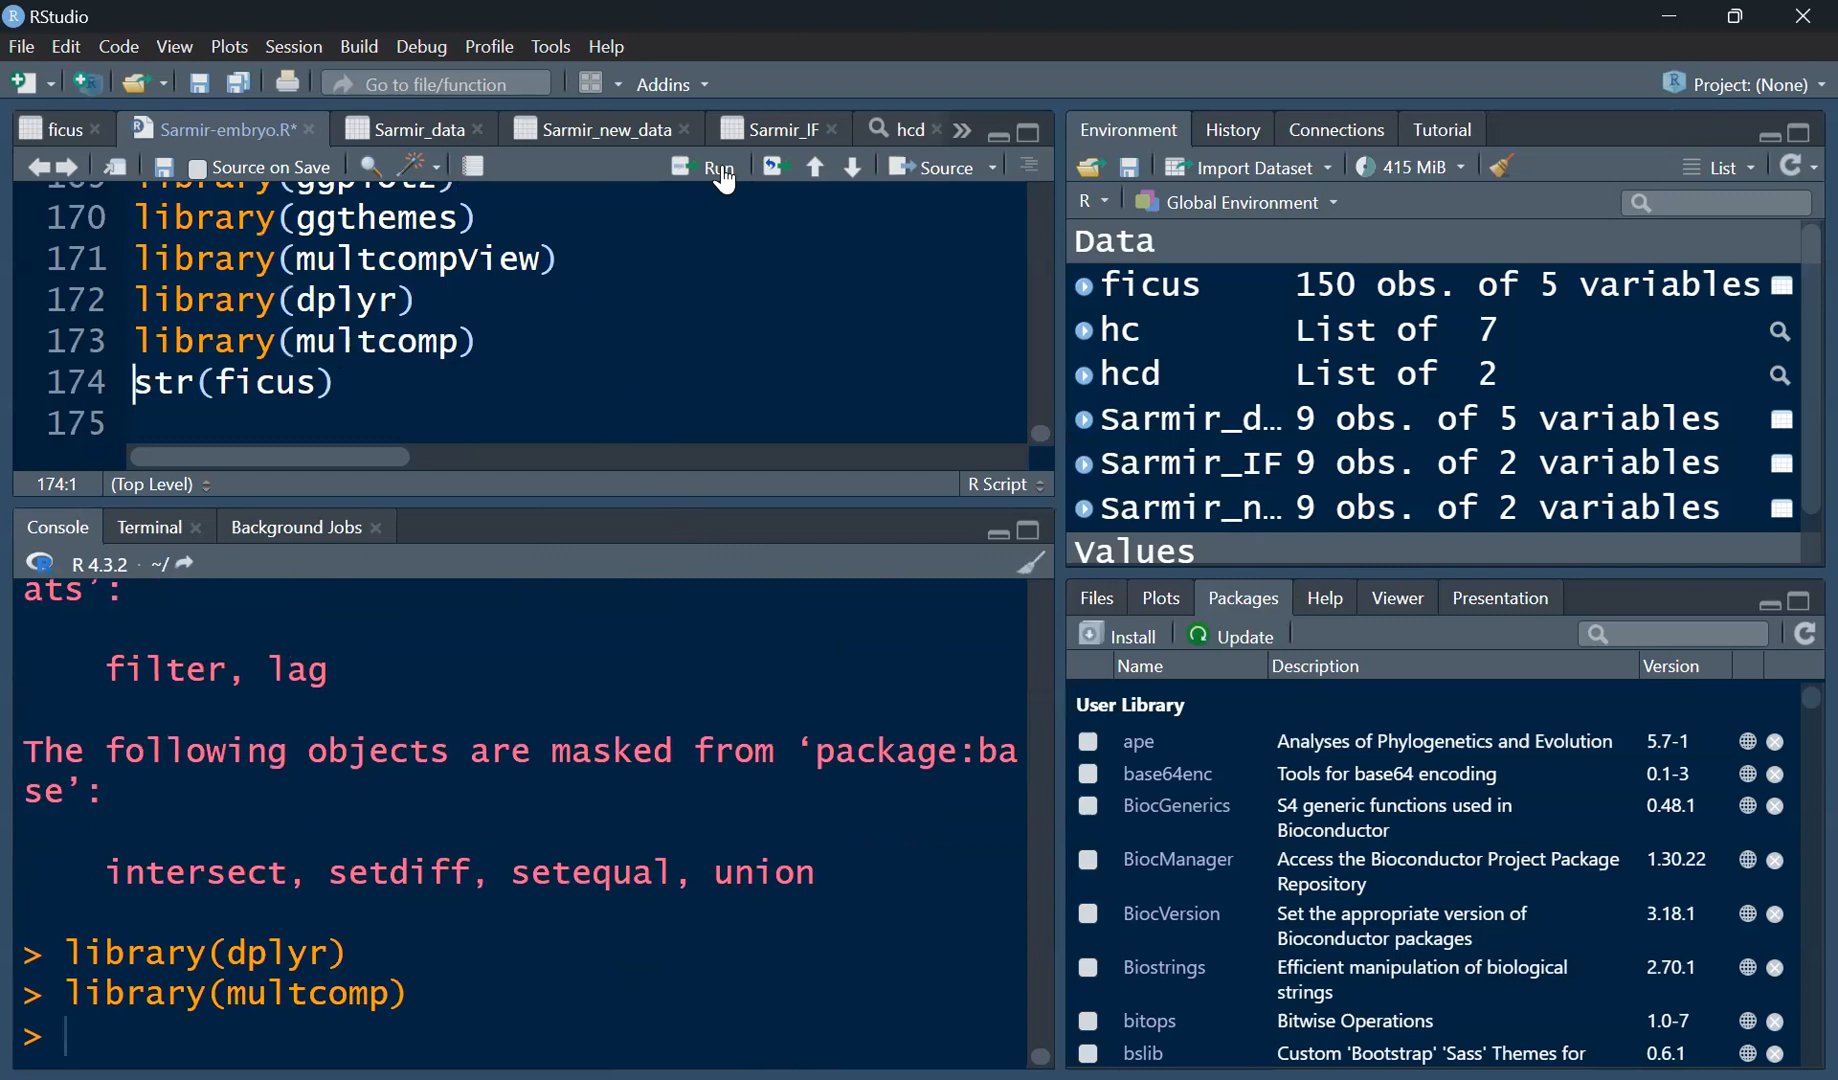 RStudio
File Edit Code View Plots Session Build Debug Profile Tools Help
Go to file/function Addins Project: (None)
ficus Sarmir-embryo.R* Sarmir_data Sarmir_new_data Sarmir_IF hcd
Source on Save Run Source
library(ggplot2)
170 library(ggthemes)
171 library(multcompView)
172 library(dplyr)
173 library(multcomp)
174 str(ficus)
175
174:1 (Top Level) R Script
Console Terminal Background Jobs
R 4.3.2 · ~/
ats’:
filter, lag
The following objects are masked from ‘package:ba
se’:
intersect, setdiff, setequal, union
> library(dplyr)
> library(multcomp)
>
Environment History Connections Tutorial
Import Dataset 415 MiB List
R Global Environment
Data
ficus 150 obs. of 5 variables
hc List of 7
hcd List of 2
Sarmir_d… 9 obs. of 5 variables
Sarmir_IF 9 obs. of 2 variables
Sarmir_n… 9 obs. of 2 variables
Values
Files Plots Packages Help Viewer Presentation
Install Update
Name Description Version
User Library
ape Analyses of Phylogenetics and Evolution 5.7-1
base64enc Tools for base64 encoding 0.1-3
BiocGenerics S4 generic functions used in 0.48.1
Bioconductor
BiocManager Access the Bioconductor Project Package 1.30.22
Repository
BiocVersion Set the appropriate version of 3.18.1
Bioconductor packages
Biostrings Efficient manipulation of biological 2.70.1
strings
bitops Bitwise Operations 1.0-7
bslib Custom 'Bootstrap' 'Sass' Themes for 0.6.1